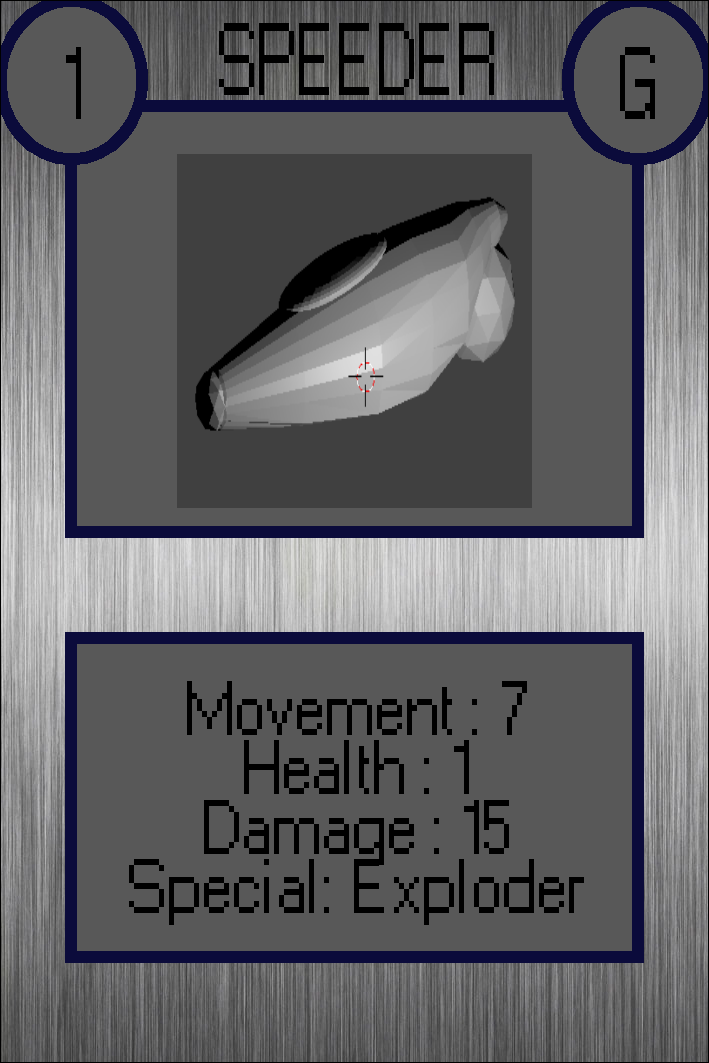 1
SPEEDER
G
Movement : 7
Health : 1
Damage : 15
Special: Exploder